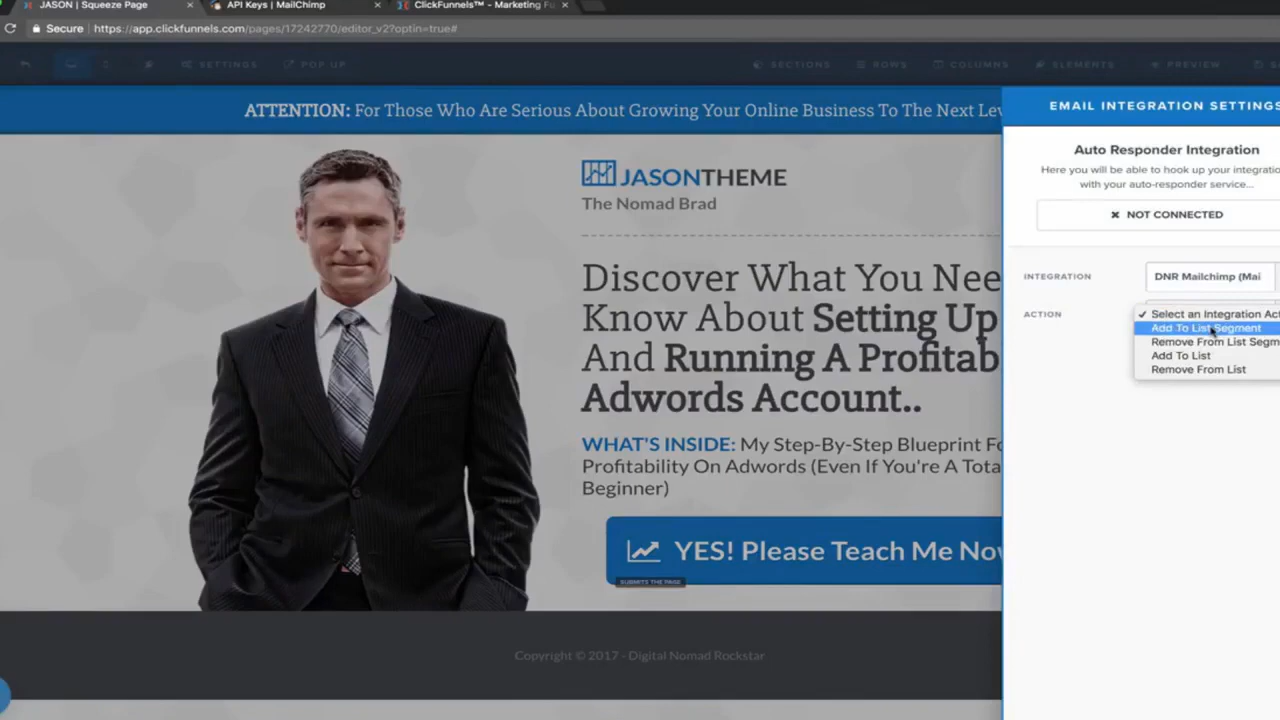 JASON | Squeeze Page
API Keys | MailChimp
ClickFunnels™ - Marketing Fu
Secure
https://app.clickfunnels.com/pages/17242770/editor_v2?optin=true#
SETTINGS
POP UP
SECTIONS
ROWS
COLUMNS
ELEMENTS
PREVIEW
ATTENTION: For Those Who Are Serious About Growing Your Online Business To The Next Lev
JASONTHEME
The Nomad Brad
Discover What You Nee
Know About Setting Up
And Running A Profitab
Adwords Account..
WHAT'S INSIDE: My Step-By-Step Blueprint Fo
Profitability On Adwords (Even If You're A Tota
Beginner)
YES! Please Teach Me Now
SUBMITS THE PAGE
Copyright © 2017 - Digital Nomad Rockstar
EMAIL INTEGRATION SETTINGS
Auto Responder Integration
Here you will be able to hook up your integratio
with your auto-responder service...
✖ NOT CONNECTED
INTEGRATION
DNR Mailchimp (Mai
ACTION
✓ Select an Integration Act
Add To List Segment
Remove From List Segm
Add To List
Remove From List